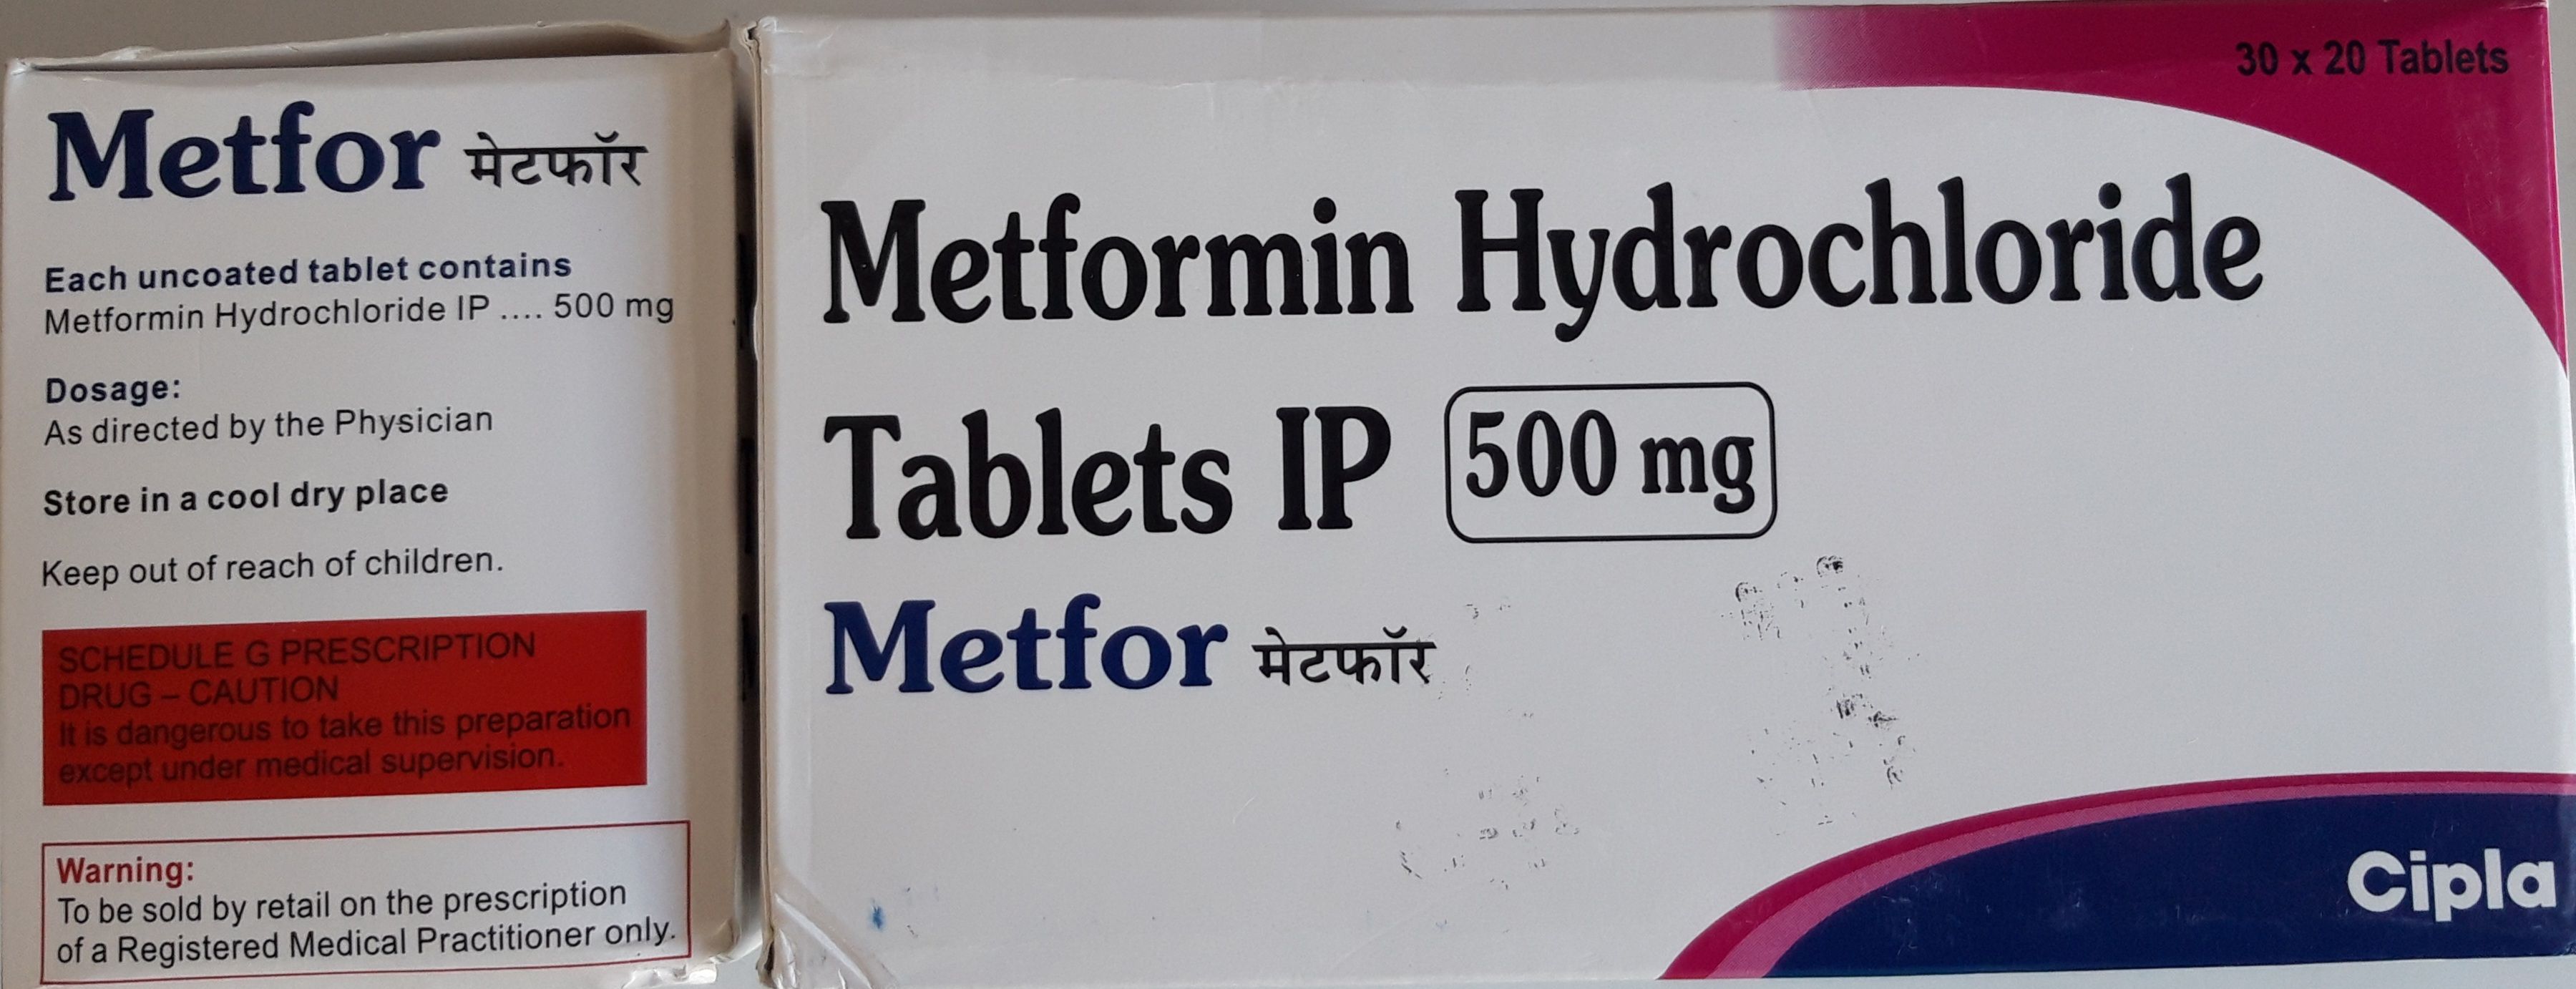 Metfor मेटफॉर
Each uncoated tablet contains
Metformin Hydrochloride IP .... 500 mg
Dosage:
As directed by the Physician
Store in a cool dry place
Keep out of reach of children.
SCHEDULE G PRESCRIPTION
DRUG – CAUTION
It is dangerous to take this preparation
except under medical supervision.
Warning:
To be sold by retail on the prescription
of a Registered Medical Practitioner only.
30 x 20 Tablets
Metformin Hydrochloride
Tablets IP 500 mg
Metfor मेटफॉर
Cipla